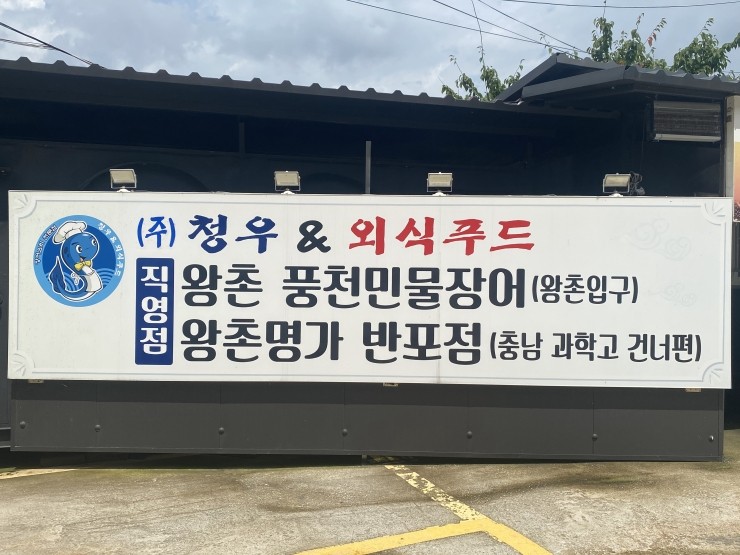 (주) 청우 & 외식푸드
직영점
왕촌 풍천민물장어(왕촌입구)
왕촌명가 반포점(충남 과학고 건너편)